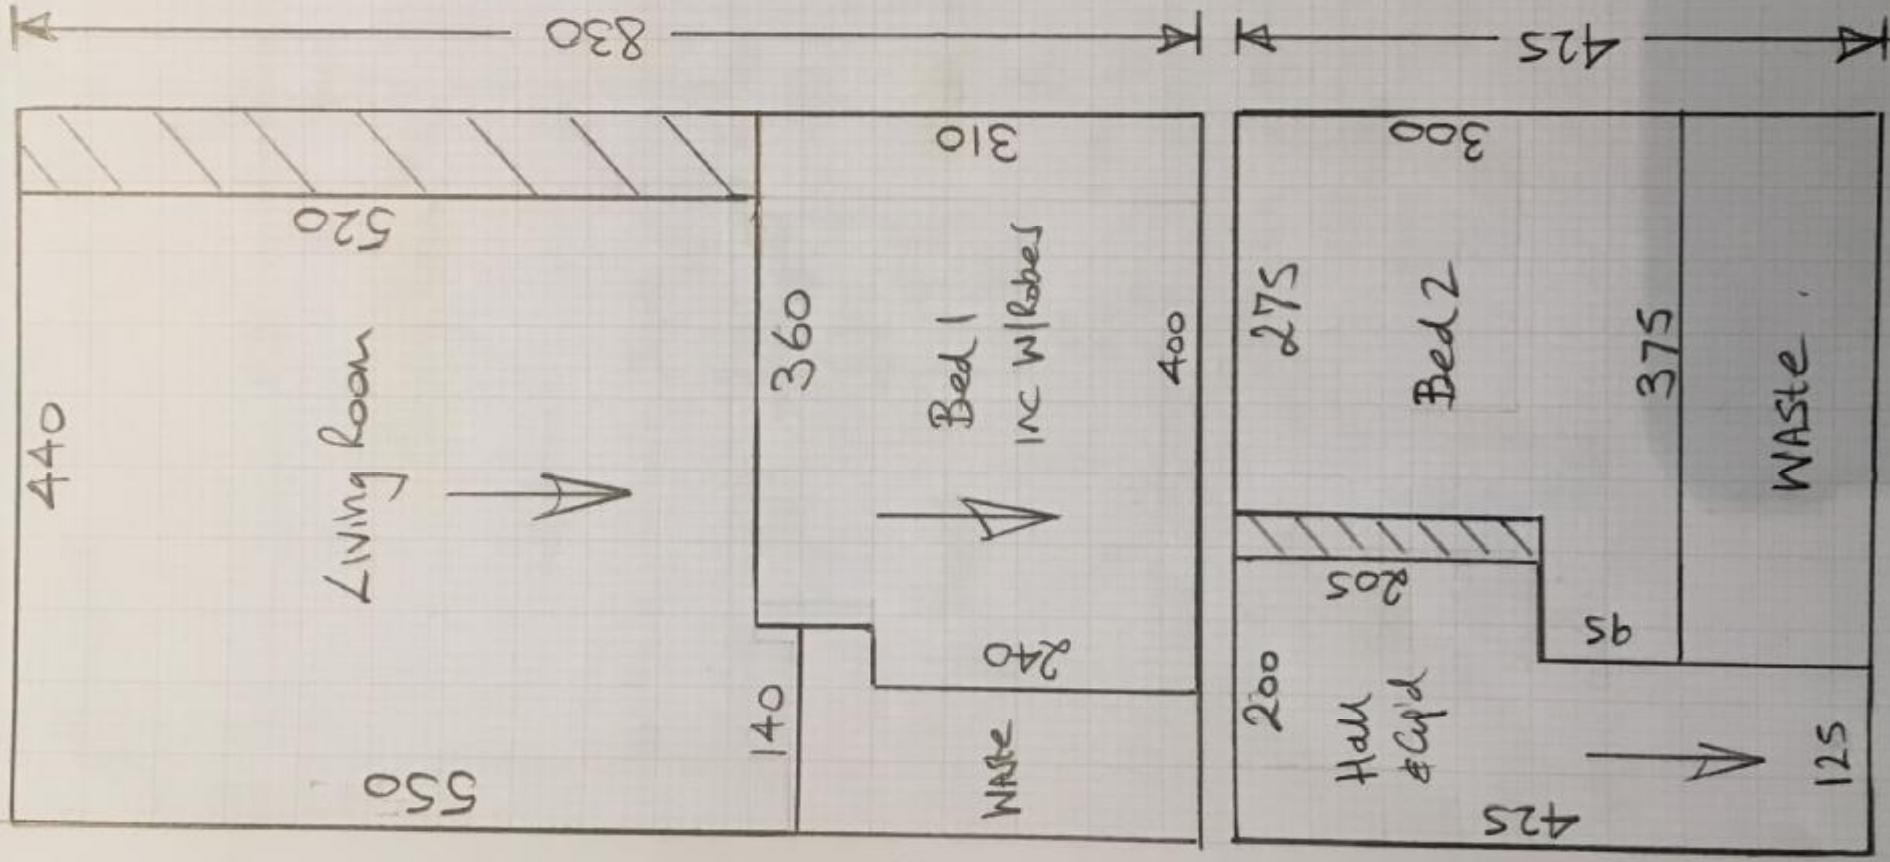 830
425
440
Living Room
520
550
140
360
Bed 1
INC W/Robes
310
240
400
WAste
275
300
Bed 2
375
205
95
200
Hall
& Cup'd
425
125
WASte.